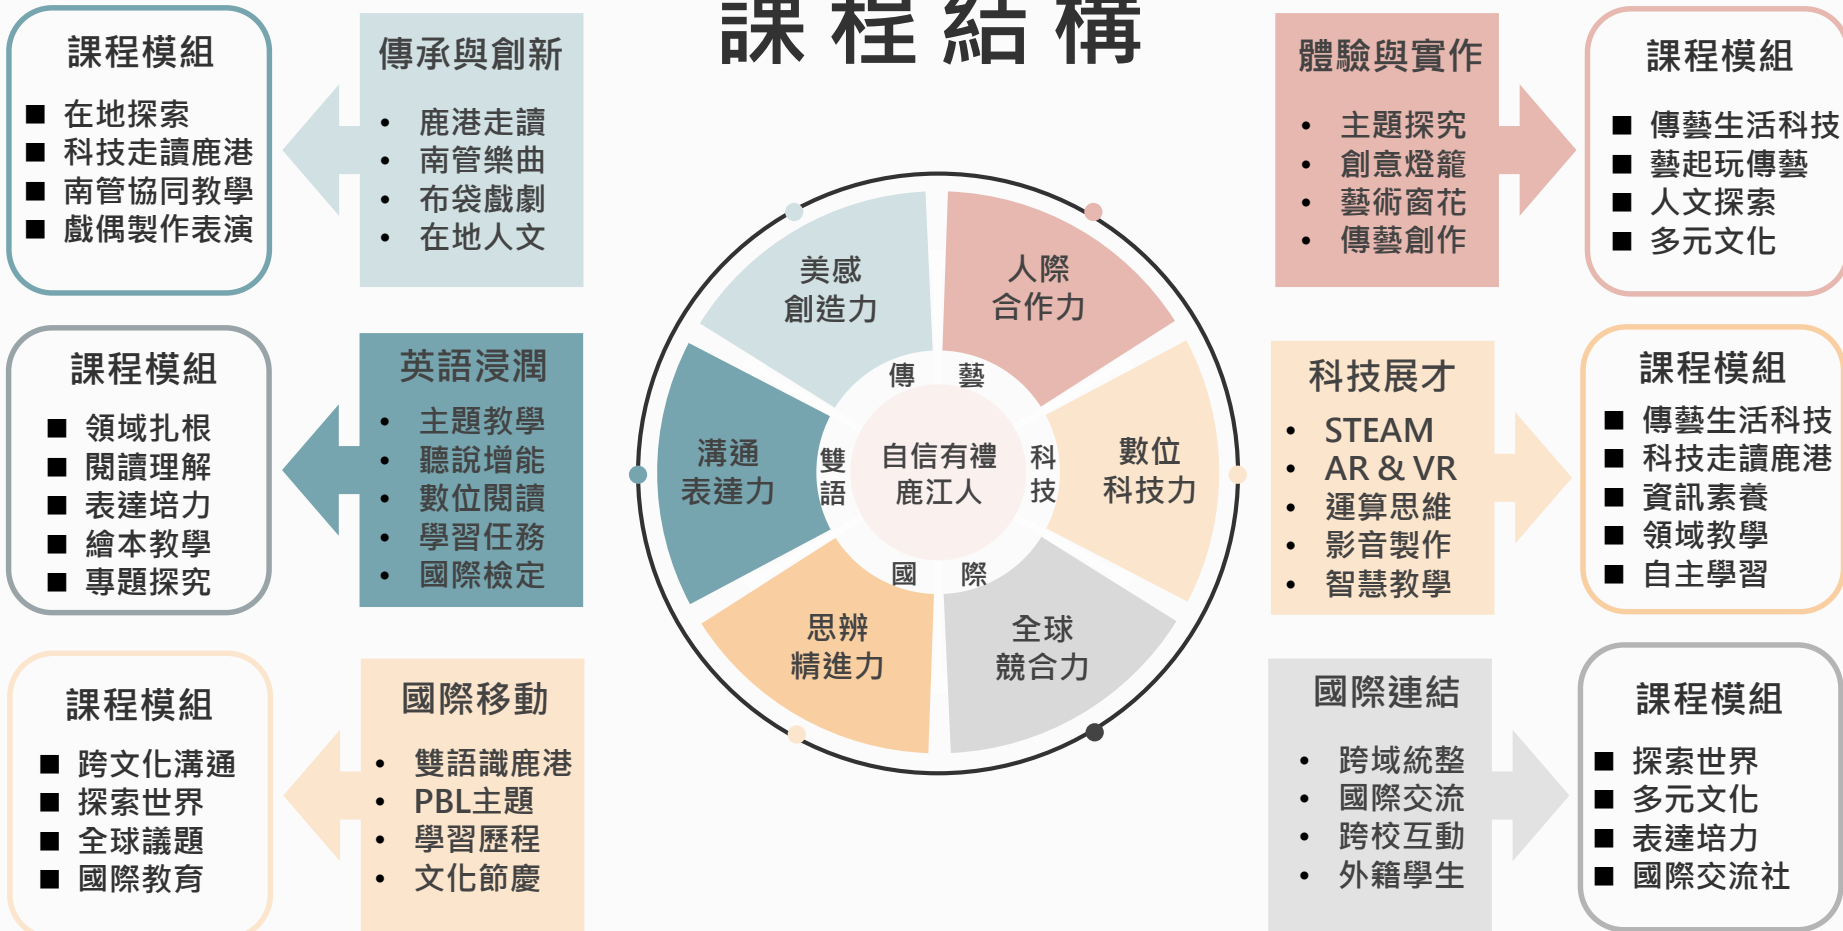 課程結構
課程模組
在地探索
科技走讀鹿港
南管協同教學
戲偶製作表演
傳承與創新
鹿港走讀
南管樂曲
布袋戲劇
在地人文
體驗與實作
主題探究
創意燈籠
藝術窗花
傳藝創作
課程模組
傳藝生活科技
藝起玩傳藝
人文探索
多元文化
課程模組
領域扎根
閱讀理解
表達培力
繪本教學
專題探究
英語浸潤
主題教學
聽說增能
數位閱讀
學習任務
國際檢定
美感
創造力
人際
合作力
溝通
表達力
數位
科技力
思辨
精進力
全球
競合力
傳 藝
雙語
科技
國 際
自信有禮
鹿江人
科技展才
STEAM
AR & VR
運算思維
影音製作
智慧教學
課程模組
傳藝生活科技
科技走讀鹿港
資訊素養
領域教學
自主學習
課程模組
跨文化溝通
探索世界
全球議題
國際教育
國際移動
雙語識鹿港
PBL主題
學習歷程
文化節慶
國際連結
跨域統整
國際交流
跨校互動
外籍學生
課程模組
探索世界
多元文化
表達培力
國際交流社